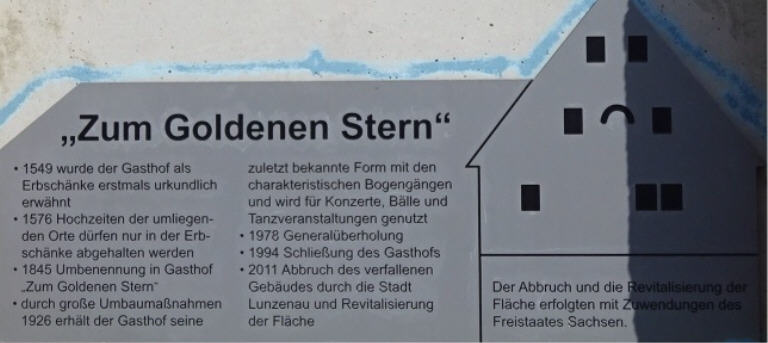 „Zum Goldenen Stern“
• 1549 wurde der Gasthof als
Erbschänke erstmals urkundlich
erwähnt
• 1576 Hochzeiten der umliegen-
den Orte dürfen nur in der Erb-
schänke abgehalten werden
• 1845 Umbenennung in Gasthof
„Zum Goldenen Stern“
• durch große Umbaumaßnahmen
1926 erhält der Gasthof seine
zuletzt bekannte Form mit den
charakteristischen Bogengängen
und wird für Konzerte, Bälle und
Tanzveranstaltungen genutzt
• 1978 Generalüberholung
• 1994 Schließung des Gasthofs
• 2011 Abbruch des verfallenen
Gebäudes durch die Stadt
Lunzenau und Revitalisierung
der Fläche
Der Abbruch und die Revitalisierung der
Fläche erfolgten mit Zuwendungen des
Freistaates Sachsen.